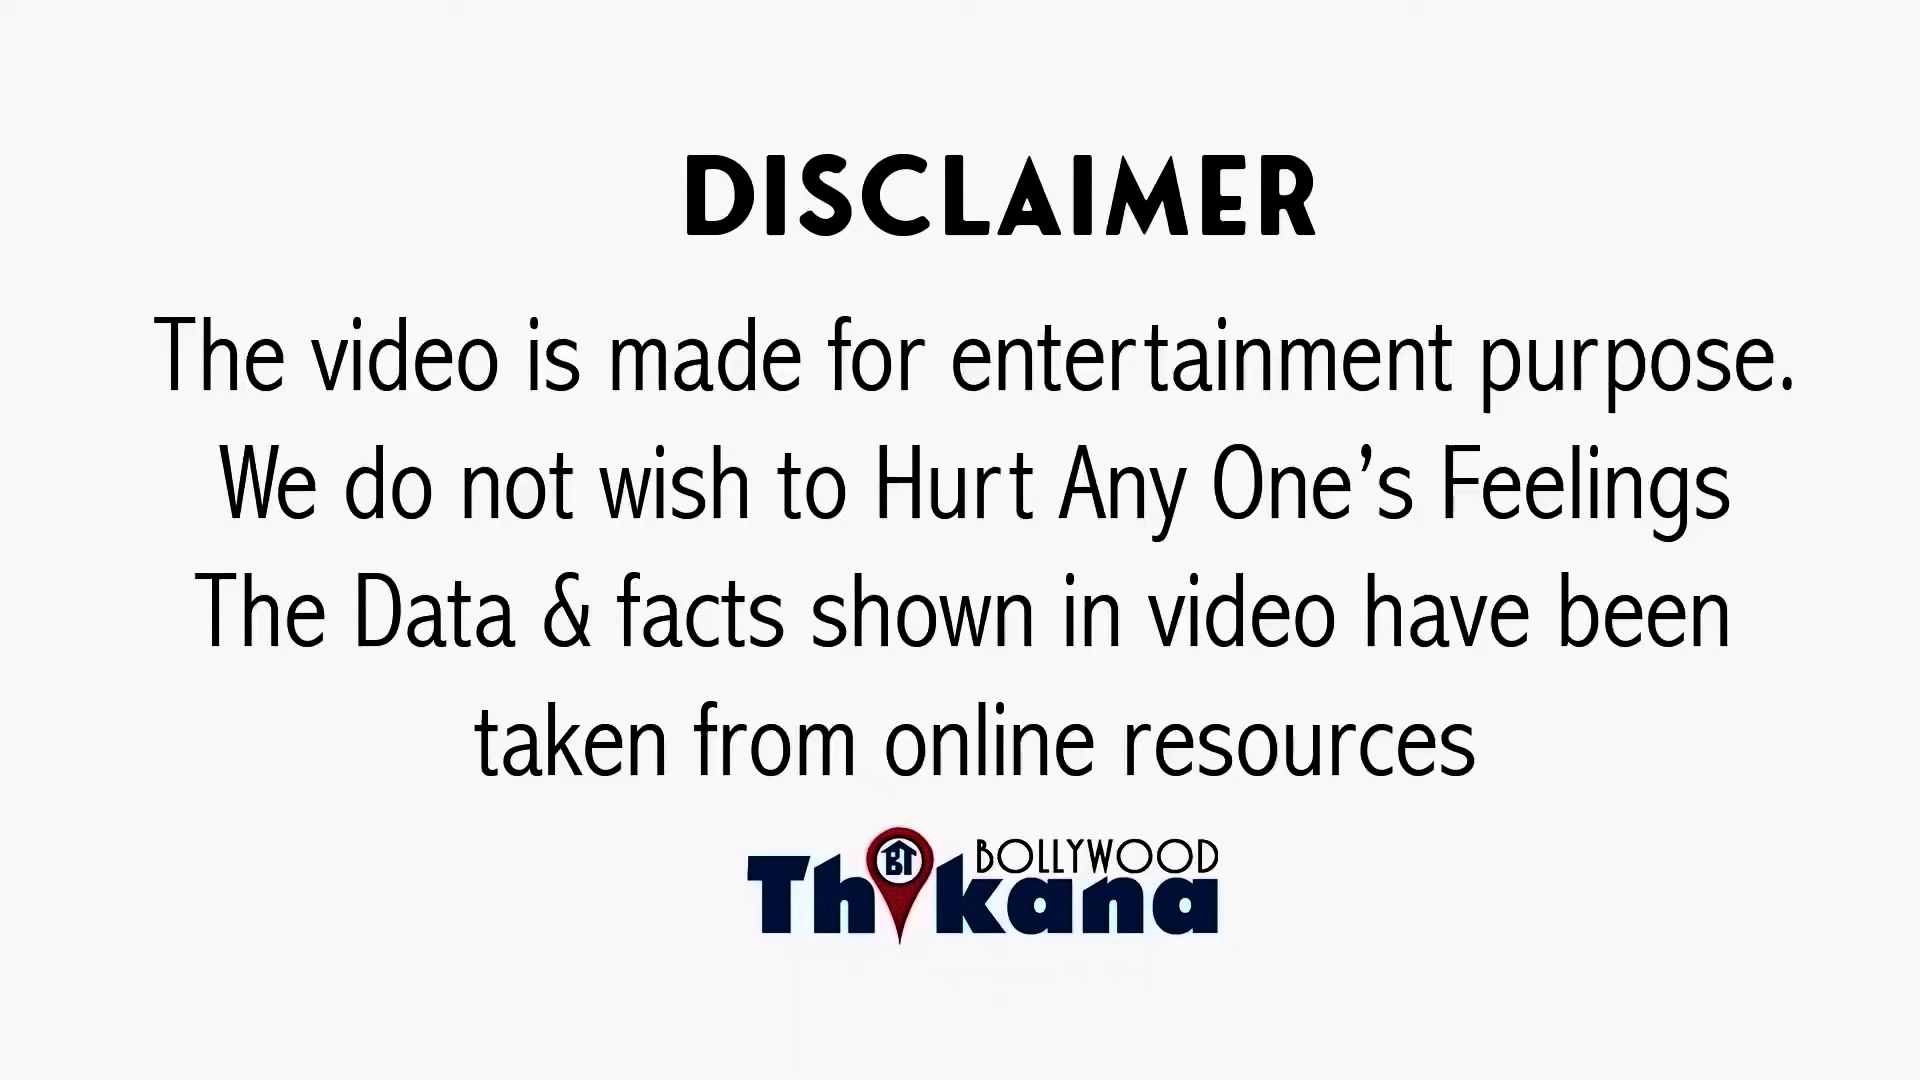 DISCLAIMER
The video is made for entertainment purpose.
We do not wish to Hurt Any One’s Feelings
The Data & facts shown in video have been
taken from online resources
BOLLYWOOD
BT
Thikana